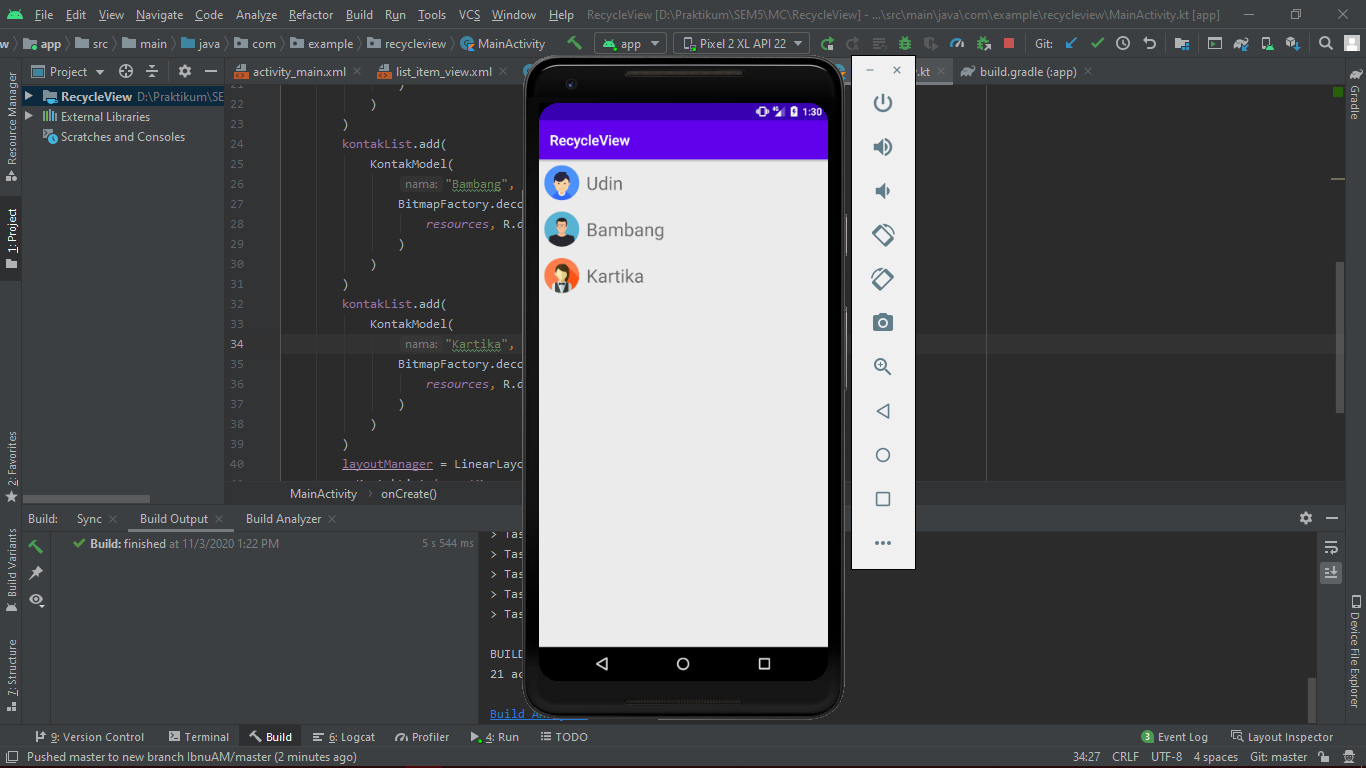 File Edit View Navigate Code Analyze Refactor Build Run Tools VCS Window Help RecycleView [D:\Praktikum\SEM5\MC\RecycleView] - ...\src\main\java\com\example\recycleview\MainActivity.kt [app]
w app src main java com example recycleview MainActivity app Pixel 2 XL API 22 Git:
Project activity_main.xml list_item_view.xml .kt build.gradle (:app)
RecycleView D:\Praktikum\SE
External Libraries
Scratches and Consoles
Resource Manager
1: Project
2: Favorites
Build Variants
7: Structure
Gradle
Device File Explorer
22 )
23 )
24 kontakList.add(
25 KontakModel(
26 nama: "Bambang",
27 BitmapFactory.deco
28 resources, R.d
29 )
30 )
31 )
32 kontakList.add(
33 KontakModel(
34 nama: "Kartika",
35 BitmapFactory.deco
36 resources, R.d
37 )
38 )
39 )
40 layoutManager = LinearLayo
MainActivity › onCreate()
1:30
RecycleView
Udin
Bambang
Kartika
Build: Sync Build Output Build Analyzer
Build: finished at 11/3/2020 1:22 PM 5 s 544 ms
> Tas
> Tas
> Tas
> Tas
> Tas
BUILD
21 ac
Build An
9: Version Control Terminal Build 6: Logcat Profiler 4: Run TODO 3 Event Log Layout Inspector
Pushed master to new branch IbnuAM/master (2 minutes ago) 34:27 CRLF UTF-8 4 spaces Git: master